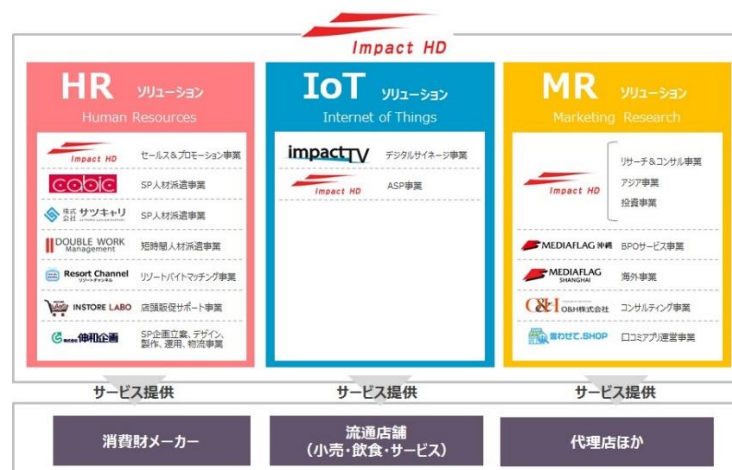 Impact HD
HR ソリューション
Human Resources
Impact HD セールス&プロモーション事業
cabic SP人材派遣事業
株式会社 サツキャリ SP人材派遣事業
DOUBLE WORK Management 短時間人材派遣事業
Resort Channel リゾートバイトマッチング事業
INSTORE LABO 店頭販促サポート事業
株式会社 伸和企画 SP企画立案、デザイン、
製作、運用、物流事業
IoT ソリューション
Internet of Things
impactTV デジタルサイネージ事業
Impact HD ASP事業
MR ソリューション
Marketing Research
Impact HD
リサーチ&コンサル事業
アジア事業
投資事業
MEDIAFLAG 沖縄 BPOサービス事業
MEDIAFLAG SHANGHAI 海外事業
O&H O&H株式会社 コンサルティング事業
言わせて.SHOP 口コミアプリ運営事業
サービス提供
サービス提供
サービス提供
消費財メーカー
流通店舗
(小売・飲食・サービス)
代理店ほか